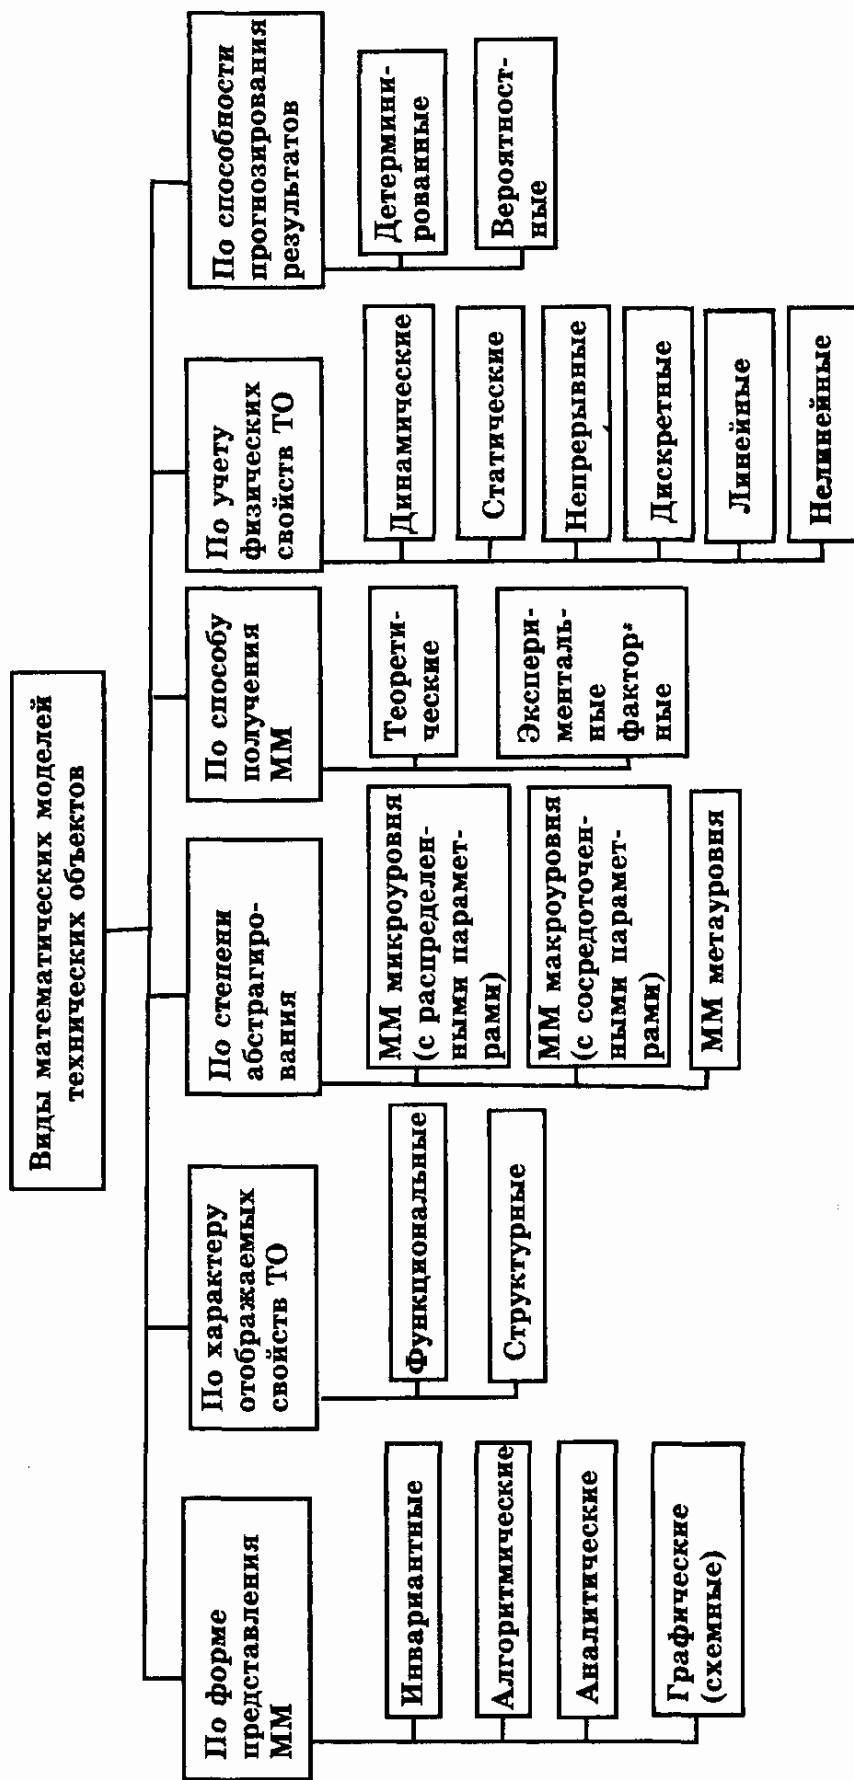 Виды математических моделей
технических объектов
По форме
представления
ММ
Инвариантные
Алгоритмические
Аналитические
Графические
(схемные)
По характеру
отображаемых
свойств ТО
Функциональные
Структурные
По степени
абстрагиро-
вания
ММ микроуровня
(с распределен-
ными парамет-
рами)
ММ макроуровня
(с сосредоточен-
ными парамет-
рами)
ММ метауровня
По способу
получения
ММ
Теорети-
ческие
Экспери-
менталь-
ные
фактор-
ные
По учету
физических
свойств ТО
Динамические
Статические
Непрерывные
Дискретные
Линейные
Нелинейные
По способности
прогнозирования
результатов
Детермини-
рованные
Вероятност-
ные